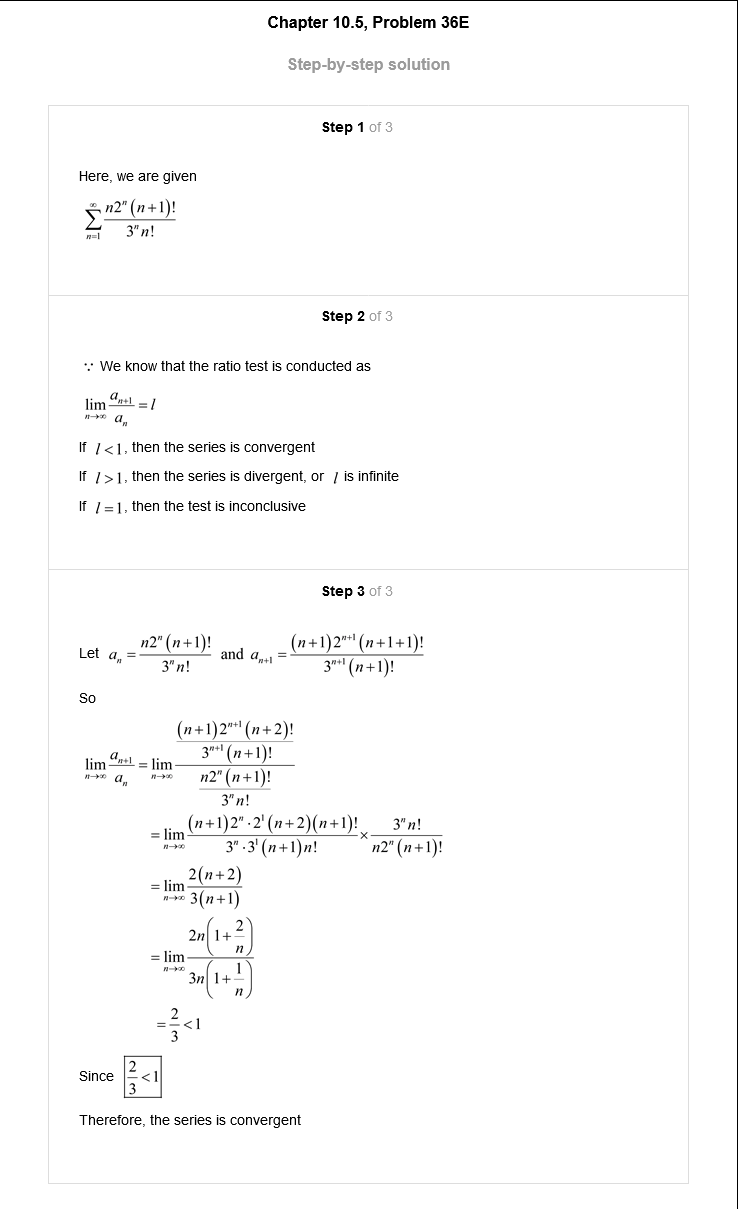 Chapter 10.5, Problem 36E
Step-by-step solution
Step 1 of 3
Here, we are given
\sum_{n=1}^{\infty} \frac{n2^n(n+1)!}{3^n n!}
Step 2 of 3
∵ We know that the ratio test is conducted as
\lim_{n\to\infty} \frac{a_{n+1}}{a_n} = l
If l < 1, then the series is convergent
If l > 1, then the series is divergent, or l is infinite
If l = 1, then the test is inconclusive
Step 3 of 3
Let a_n = \frac{n2^n(n+1)!}{3^n n!} and a_{n+1} = \frac{(n+1)2^{n+1}(n+1+1)!}{3^{n+1}(n+1)!}
So
\lim_{n\to\infty} \frac{a_{n+1}}{a_n} = \lim_{n\to\infty} \frac{\frac{(n+1)2^{n+1}(n+2)!}{3^{n+1}(n+1)!}}{\frac{n2^n(n+1)!}{3^n n!}}
= \lim_{n\to\infty} \frac{(n+1)2^n \cdot 2^1(n+2)(n+1)!}{3^n \cdot 3^1(n+1)n!} \times \frac{3^n n!}{n2^n(n+1)!}
= \lim_{n\to\infty} \frac{2(n+2)}{3(n+1)}
= \lim_{n\to\infty} \frac{2n\left(1+\frac{2}{n}\right)}{3n\left(1+\frac{1}{n}\right)}
= \frac{2}{3} < 1
Since \frac{2}{3} < 1
Therefore, the series is convergent